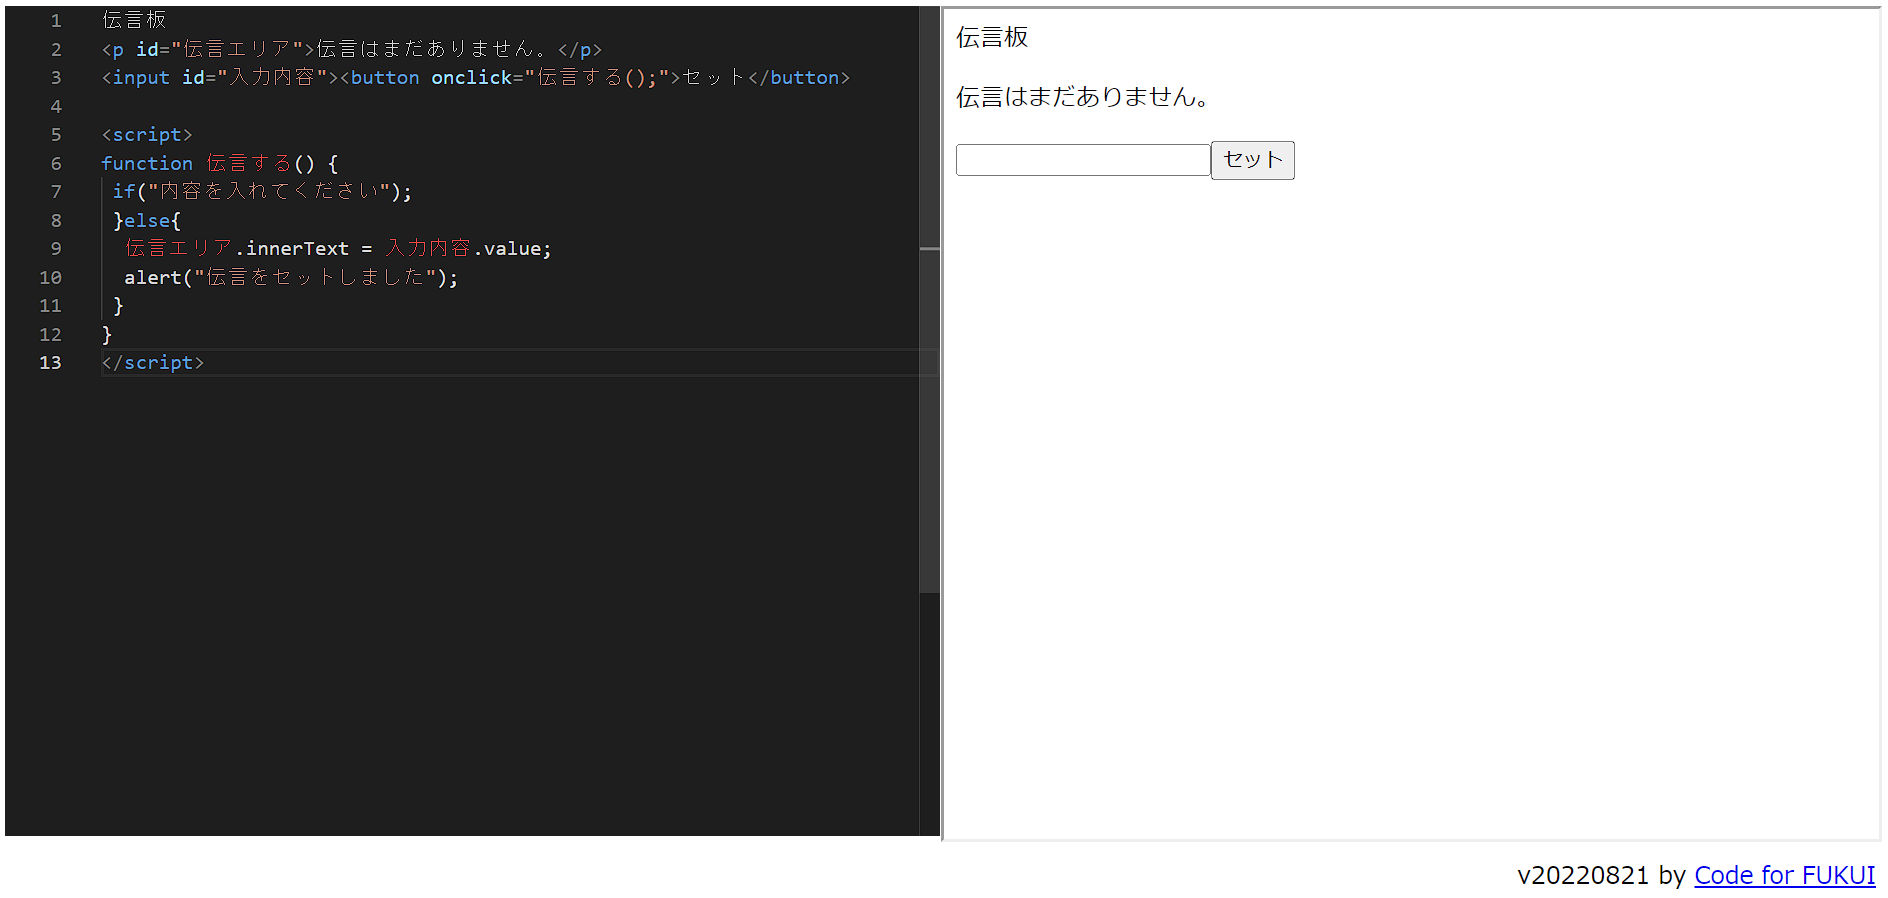 1 伝言板
2 <p id="伝言エリア">伝言はまだありません。</p>
3 <input id="入力内容"><button onclick="伝言する();">セット</button>
4
5 <script>
6 function 伝言する() {
7 if("内容を入れてください");
8 }else{
9 伝言エリア.innerText = 入力内容.value;
10 alert("伝言をセットしました");
11 }
12 }
13 </script>
伝言板
伝言はまだありません。
セット
v20220821 by Code for FUKUI